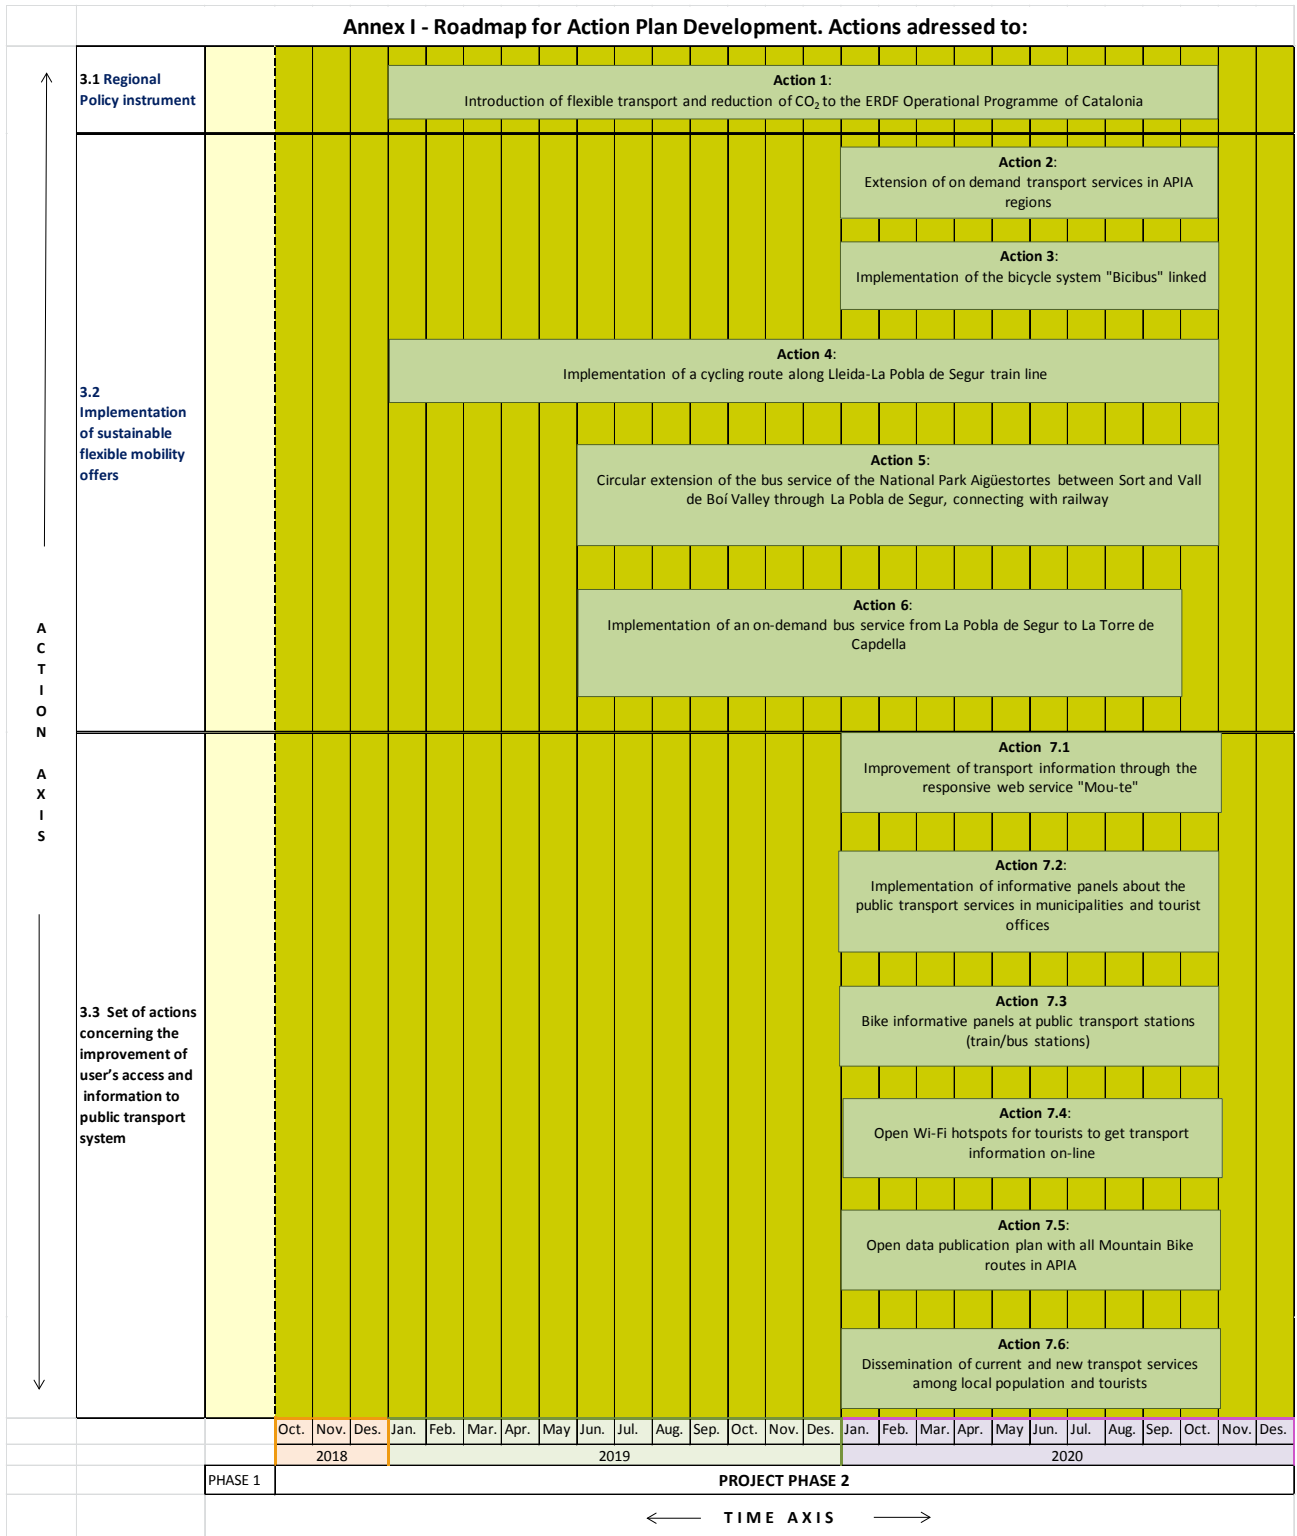 Annex I - Roadmap for Action Plan Development. Actions adressed to:
3.1 Regional
Policy instrument
Action 1:
Introduction of flexible transport and reduction of CO2 to the ERDF Operational Programme of Catalonia
3.2
Implementation
of sustainable
flexible mobility
offers
Action 2:
Extension of on demand transport services in APIA
regions
Action 3:
Implementation of the bicycle system "Bicibus" linked
Action 4:
Implementation of a cycling route along Lleida-La Pobla de Segur train line
Action 5:
Circular extension of the bus service of the National Park Aigüestortes between Sort and Vall
de Boí Valley through La Pobla de Segur, connecting with railway
Action 6:
Implementation of an on-demand bus service from La Pobla de Segur to La Torre de
Capdella
ACTION AXIS
3.3 Set of actions
concerning the
improvement of
user's access and
information to
public transport
system
Action 7.1
Improvement of transport information through the
responsive web service "Mou-te"
Action 7.2:
Implementation of informative panels about the
public transport services in municipalities and tourist
offices
Action 7.3
Bike informative panels at public transport stations
(train/bus stations)
Action 7.4:
Open Wi-Fi hotspots for tourists to get transport
information on-line
Action 7.5:
Open data publication plan with all Mountain Bike
routes in APIA
Action 7.6:
Dissemination of current and new transpot services
among local population and tourists
Oct. Nov. Des. Jan. Feb. Mar. Apr. May Jun. Jul. Aug. Sep. Oct. Nov. Des. Jan. Feb. Mar. Apr. May Jun. Jul. Aug. Sep. Oct. Nov. Des.
2018 2019 2020
PHASE 1 PROJECT PHASE 2
TIME AXIS